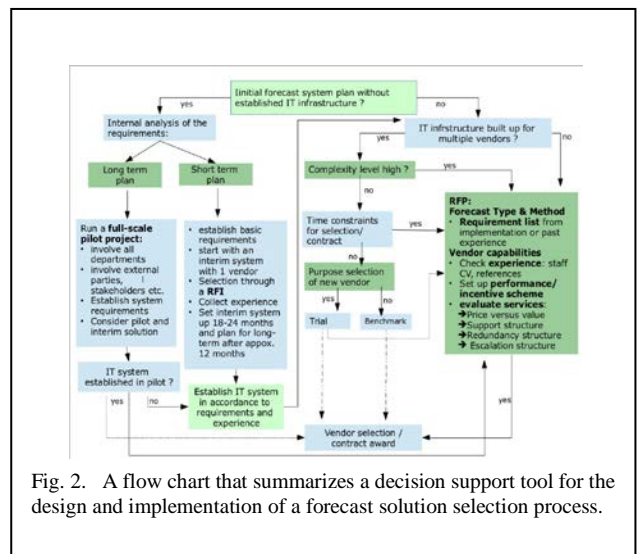 Iinitial forecast system plan without
established IT infrastructure ?
yes
no
Internal analysis of the
requirements:
IT infrstructure built up for
multiple vendors ?
yes
no
Long term
plan
Short term
plan
Complexity level high ?
yes
no
Run a full-scale
pilot project:
• involve all
departments
• involve external
parties,
stakeholders etc.
• Establish system
requirements
• Consider pilot and
interim solution
• establish basic
requirements
• start with an
interim system
with 1 vendor
• Selection through
a RFI
• Collect experience
• Set interim system
up 18-24 months
and plan for long-
term after appox.
12 months
Time constraints
for selection/
contract
yes
no
Purpose selection
of new vendor
yes
no
Trial
Benchmark
RFP:
Forecast Type & Method
• Requirement list from
implementation or past
experience
Vendor capabilities
• Check experience: staff
CV, references
• Set up performance/
incentive scheme
• evaluate services:
➔Price versus value
➔Support structure
➔Redundancy structure
➔Escalation structure
IT system
established in pilot ?
yes
no
Establish IT system
in accordance to
requirements and
experience
yes
Vendor selection /
contract award
Fig. 2. A flow chart that summarizes a decision support tool for the
design and implementation of a forecast solution selection process.